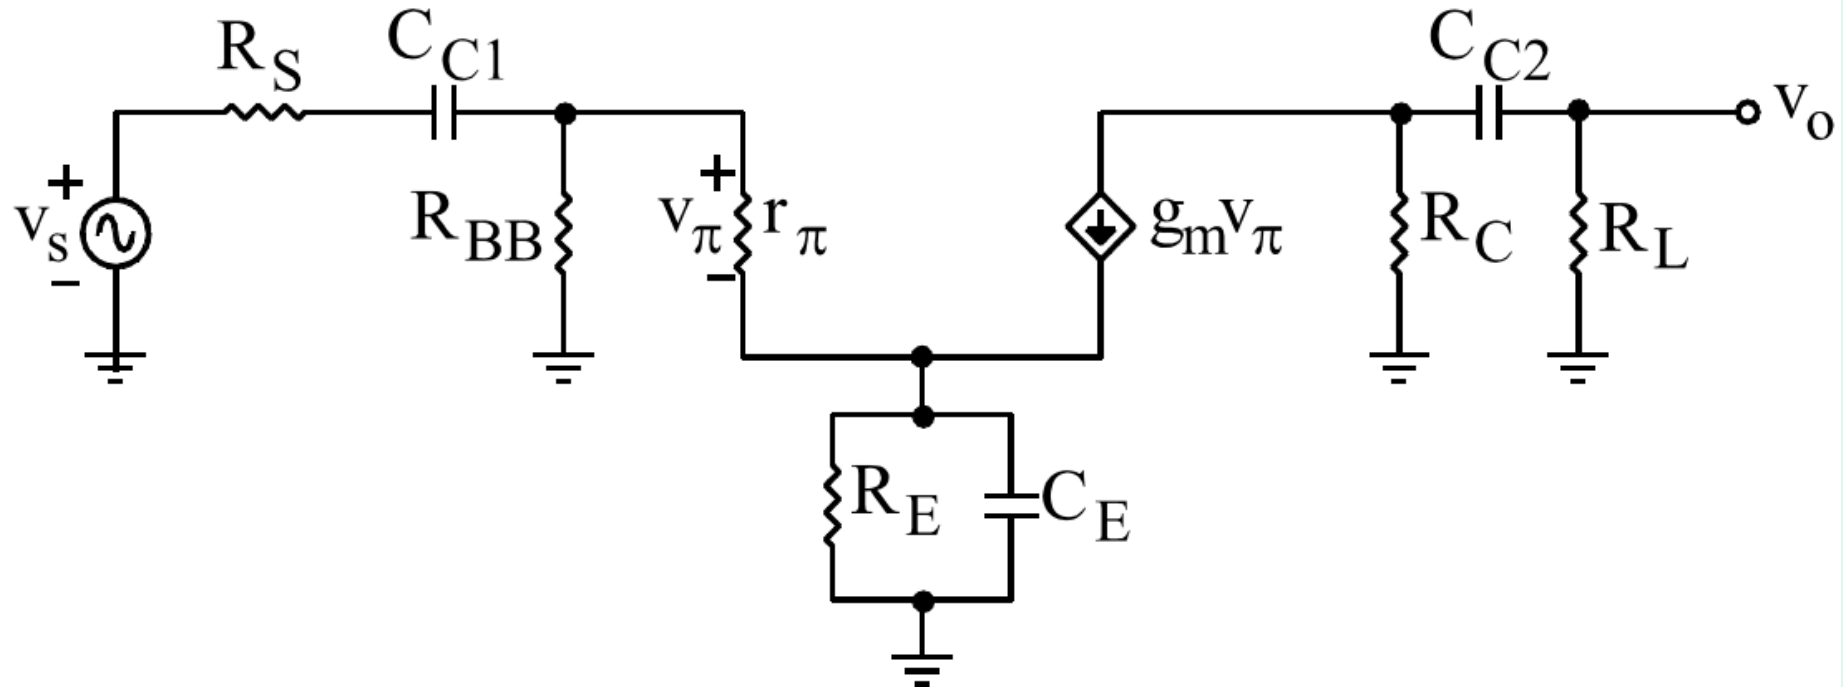 R_S
C_C1
C_C2
v_o
+
v_s
−
R_BB
+
v_π
−
r_π
g_m v_π
R_C
R_L
R_E
C_E